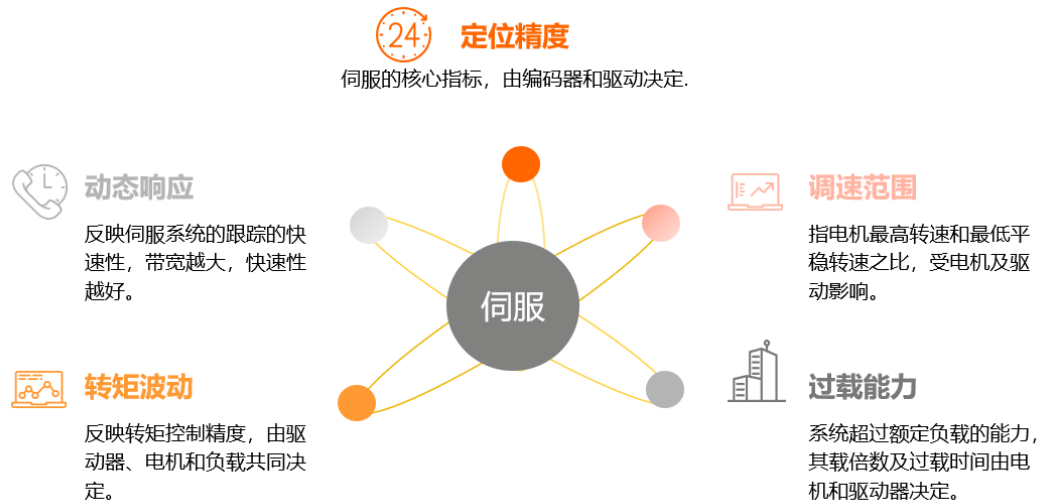 24
定位精度
伺服的核心指标，由编码器和驱动决定.
动态响应
反映伺服系统的跟踪的快
速性，带宽越大，快速性
越好。
调速范围
指电机最高转速和最低平
稳转速之比，受电机及驱
动影响。
伺服
转矩波动
反映转矩控制精度，由驱
动器、电机和负载共同决
定。
过载能力
系统超过额定负载的能力，
其载倍数及过载时间由电
机和驱动器决定。